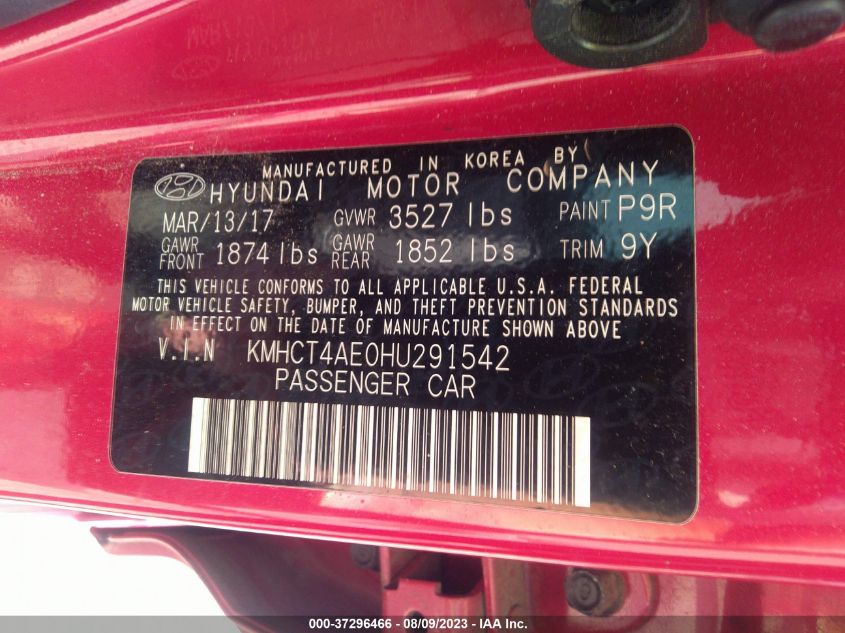 MANUFACTURED IN KOREA BY
HYUNDAI MOTOR COMPANY
MAR/13/17 GVWR 3527 lbs PAINT P9R
GAWR FRONT 1874 lbs GAWR REAR 1852 lbs TRIM 9Y
THIS VEHICLE CONFORMS TO ALL APPLICABLE U.S.A. FEDERAL
MOTOR VEHICLE SAFETY, BUMPER, AND THEFT PREVENTION STANDARDS
IN EFFECT ON THE DATE OF MANUFACTURE SHOWN ABOVE
V.I.N KMHCT4AE0HU291542
PASSENGER CAR
000-37296466 - 08/09/2023 - IAA Inc.